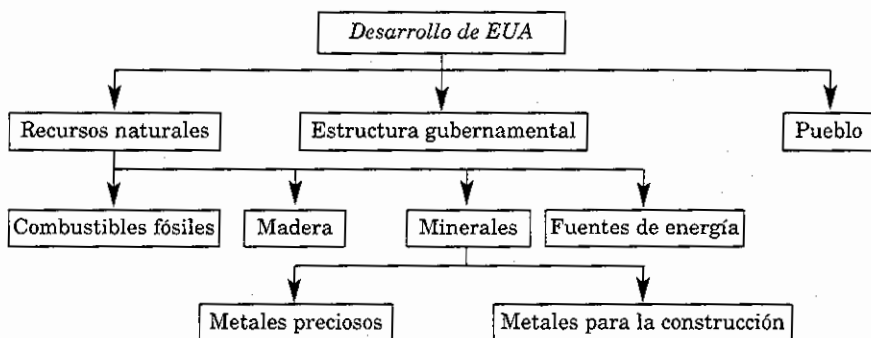 Desarrollo de EUA
Recursos naturales
Estructura gubernamental
Pueblo
Combustibles fósiles
Madera
Minerales
Fuentes de energía
Metales preciosos
Metales para la construcción